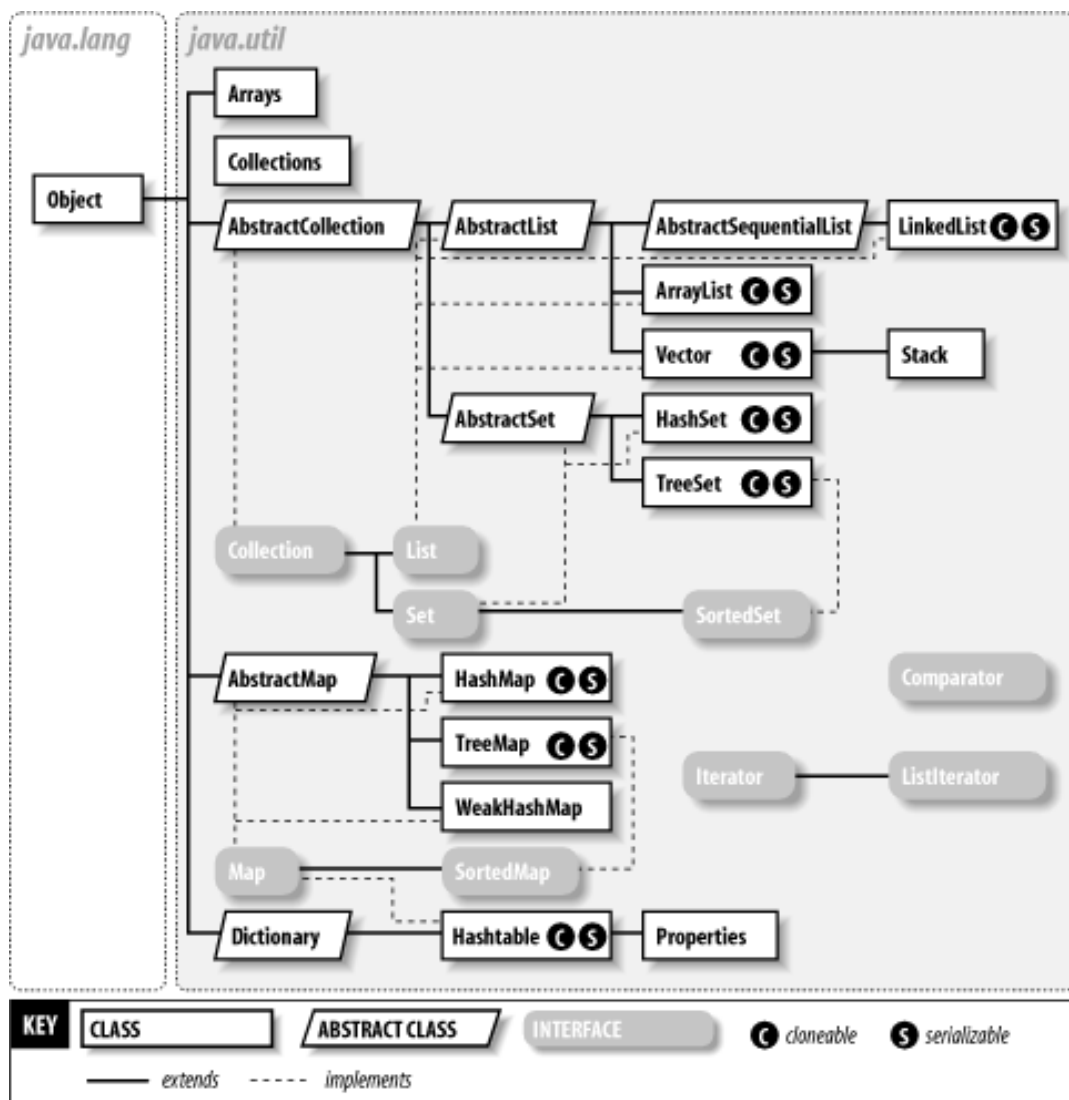 java.lang
java.util
Arrays
Collections
Object
AbstractCollection
AbstractList
AbstractSequentialList
LinkedList C S
ArrayList C S
Vector C S
Stack
AbstractSet
HashSet C S
TreeSet C S
Collection
List
Set
SortedSet
AbstractMap
HashMap C S
Comparator
TreeMap C S
Iterator
ListIterator
WeakHashMap
Map
SortedMap
Dictionary
Hashtable C S
Properties
KEY
CLASS
ABSTRACT CLASS
INTERFACE
C cloneable
S serializable
extends
implements